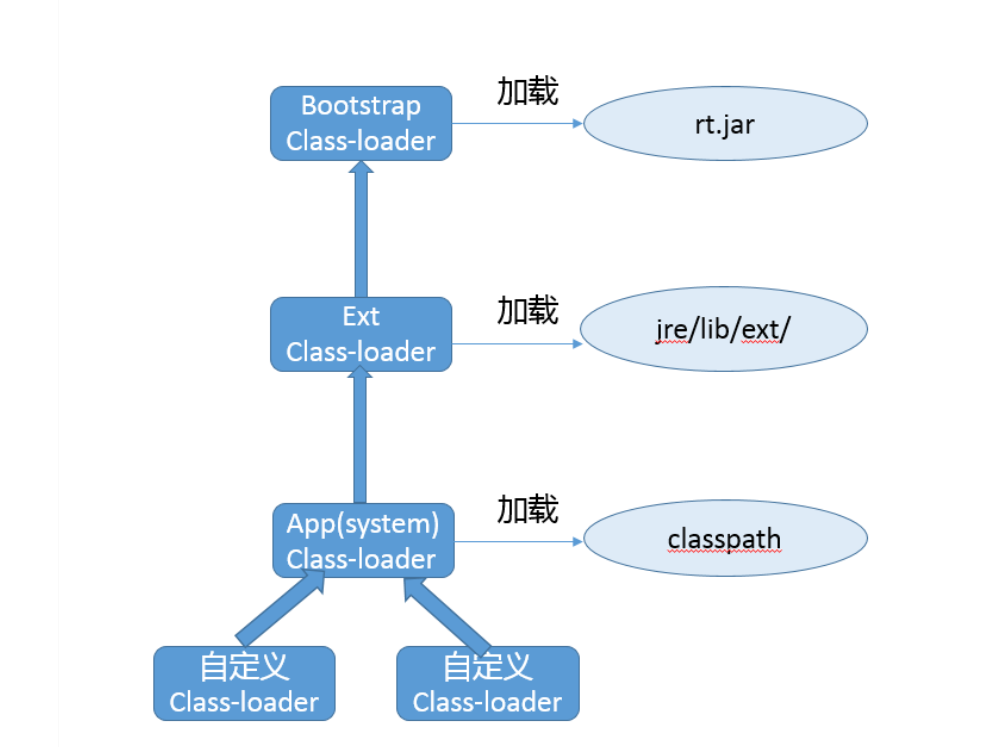 Bootstrap
Class-loader
加载
rt.jar
Ext
Class-loader
加载
jre/lib/ext/
App(system)
Class-loader
加载
classpath
自定义
Class-loader
自定义
Class-loader